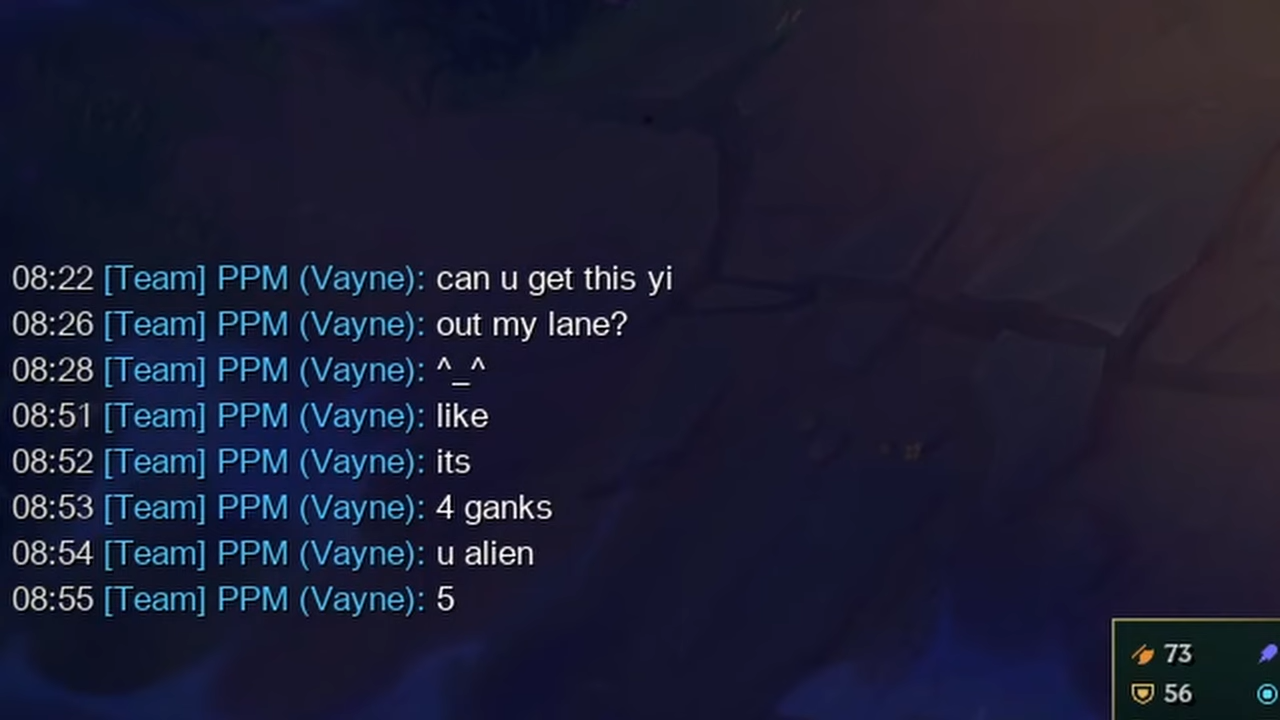 08:22 [Team] PPM (Vayne): can u get this yi
08:26 [Team] PPM (Vayne): out my lane?
08:28 [Team] PPM (Vayne): ^_^
08:51 [Team] PPM (Vayne): like
08:52 [Team] PPM (Vayne): its
08:53 [Team] PPM (Vayne): 4 ganks
08:54 [Team] PPM (Vayne): u alien
08:55 [Team] PPM (Vayne): 5
73
56